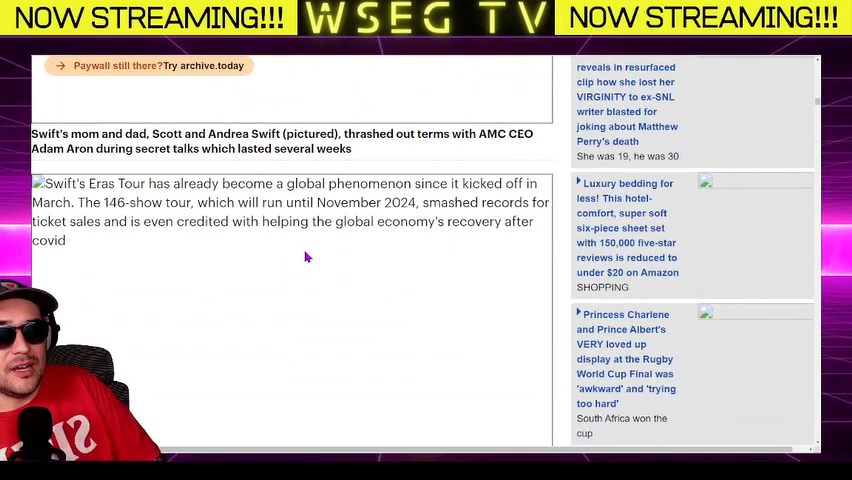 NOW STREAMING!!!
WSEG TV
NOW STREAMING!!!
Paywall still there?Try archive.today
Swift's mom and dad, Scott and Andrea Swift (pictured), thrashed out terms with AMC CEO
Adam Aron during secret talks which lasted several weeks
Swift's Eras Tour has already become a global phenomenon since it kicked off in
March. The 146-show tour, which will run until November 2024, smashed records for
ticket sales and is even credited with helping the global economy's recovery after
covid
reveals in resurfaced
clip how she lost her
VIRGINITY to ex-SNL
writer blasted for
joking about Matthew
Perry's death
She was 19, he was 30
Luxury bedding for
less! This hotel-
comfort, super soft
six-piece sheet set
with 150,000 five-star
reviews is reduced to
under $20 on Amazon
SHOPPING
Princess Charlene
and Prince Albert's
VERY loved up
display at the Rugby
World Cup Final was
'awkward' and 'trying
too hard'
South Africa won the
cup